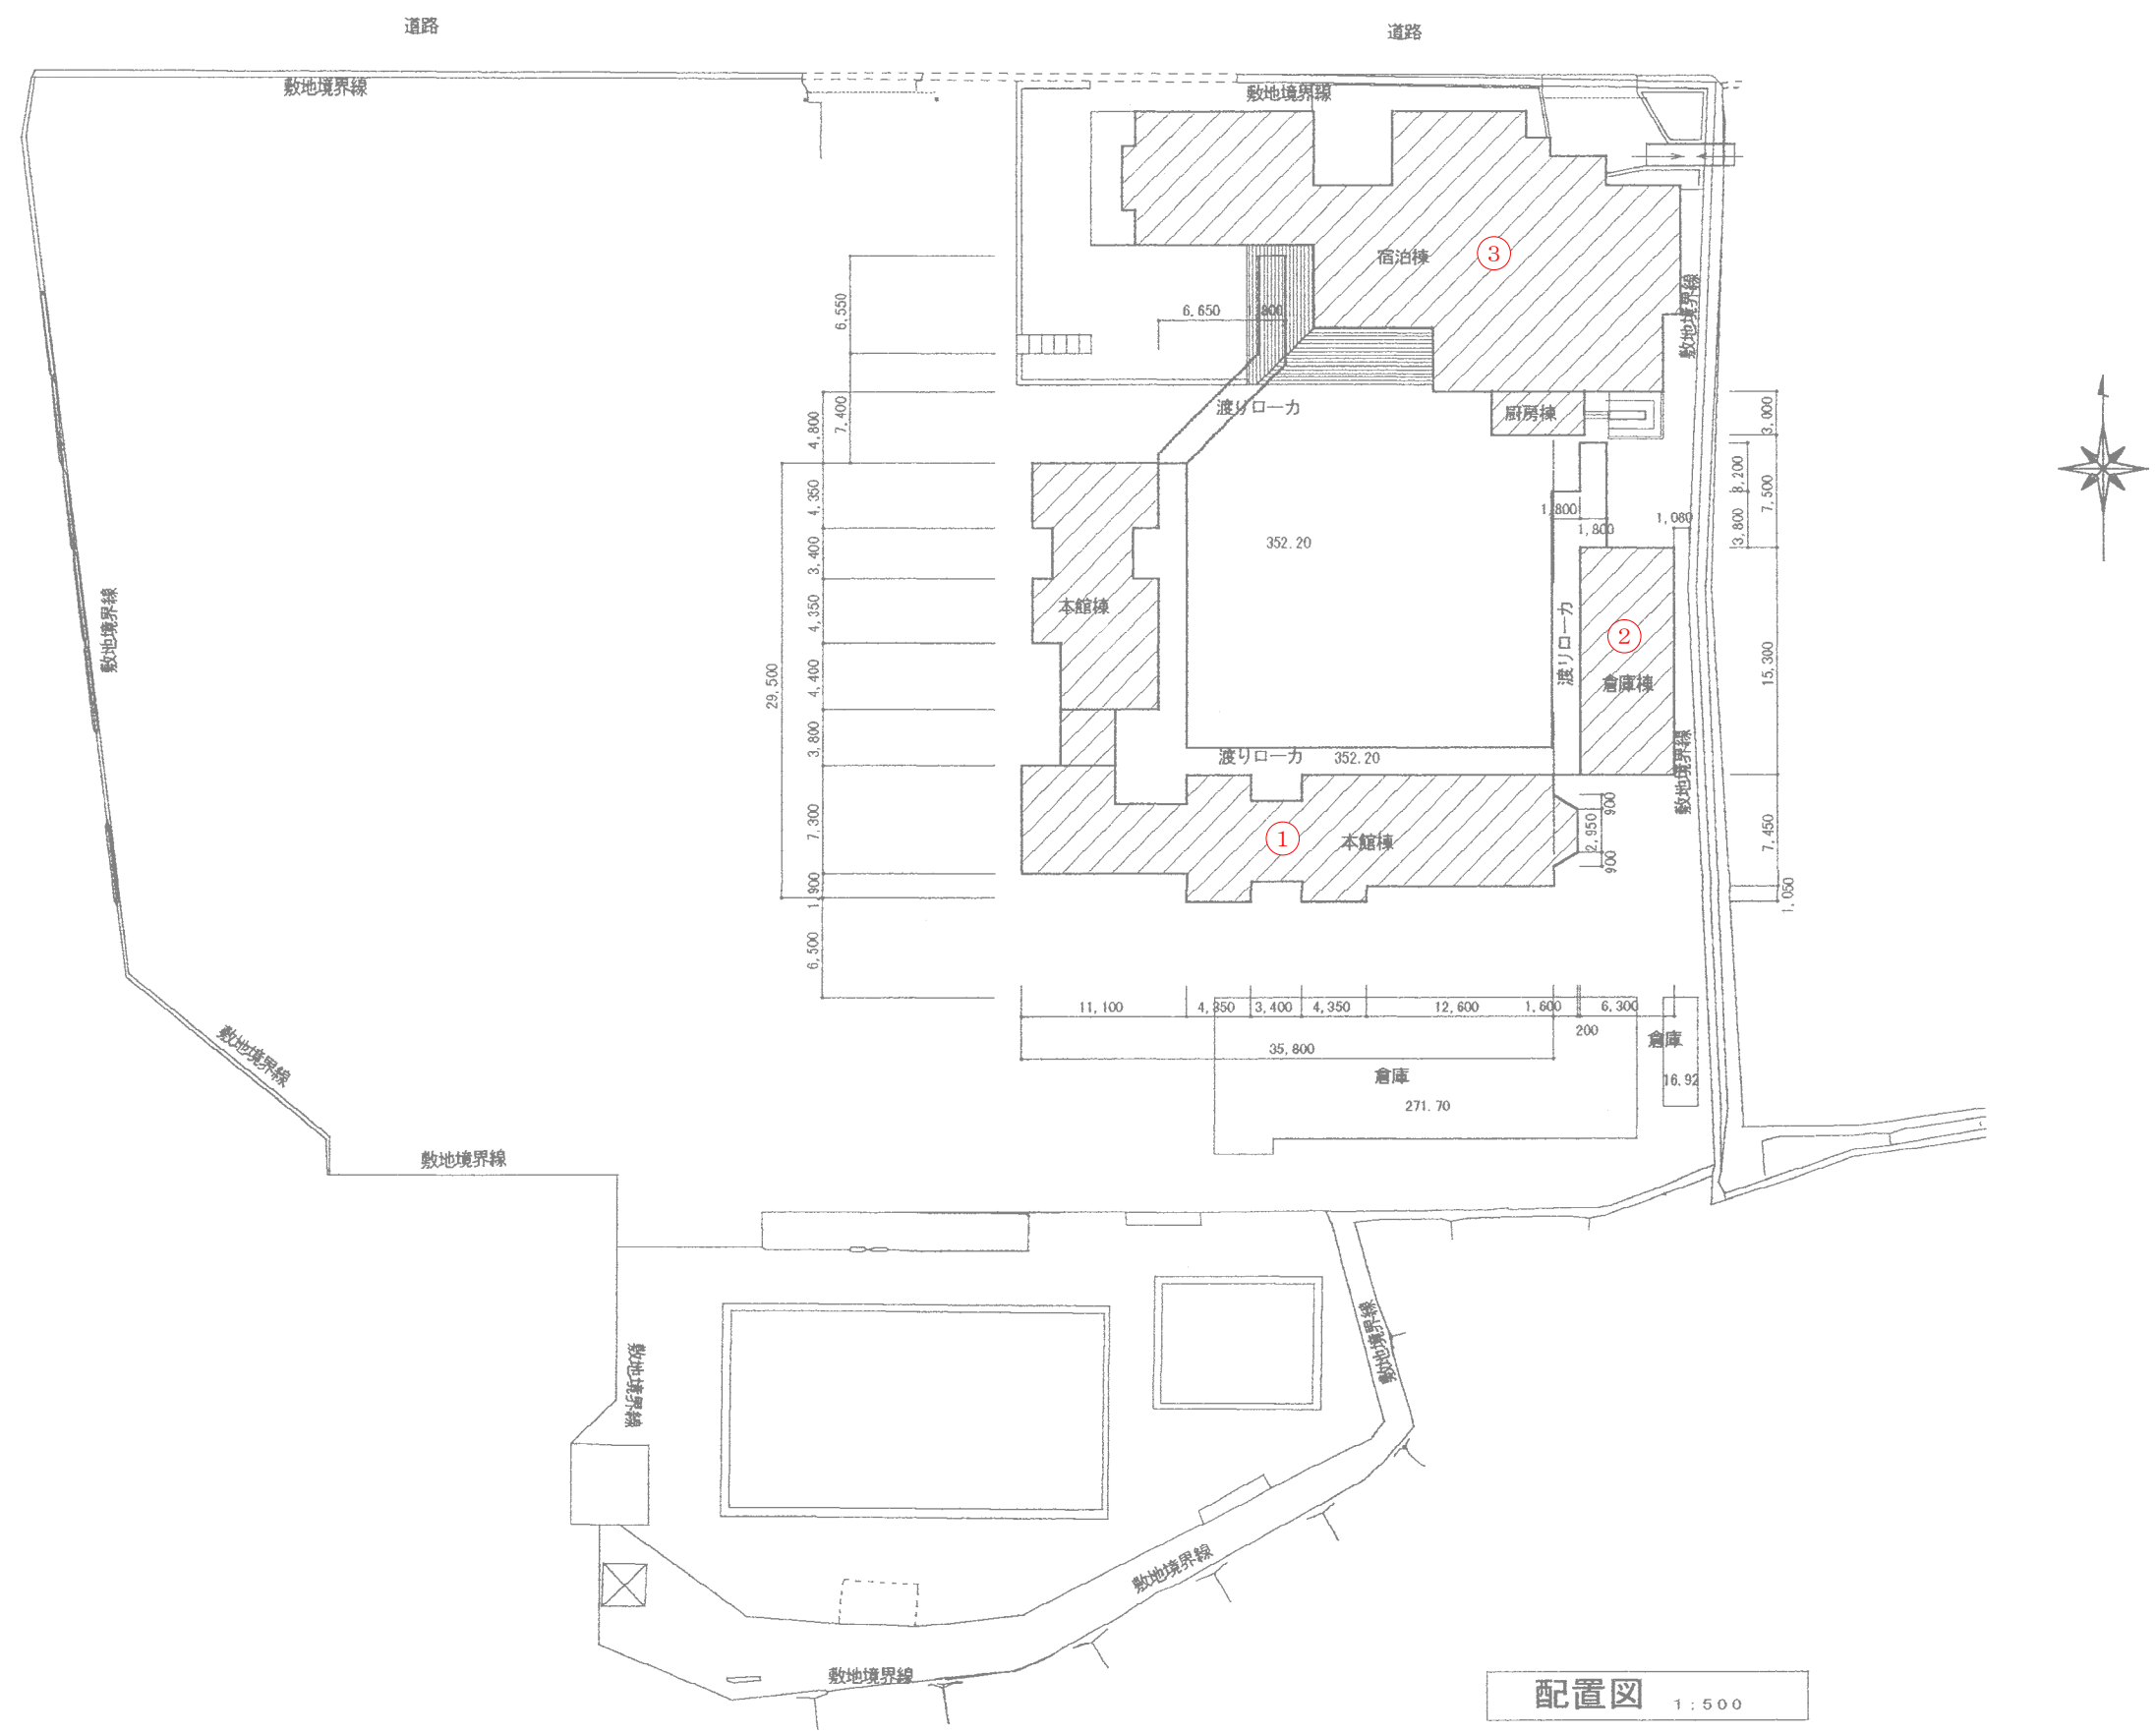 道路
道路
敷地境界線
敷地境界線
③
宿泊棟
敷地境界線
6,550
6,650
1,800
渡りローカ
厨房棟
7,400
4,800
3,000
4,350
3,400
4,350
4,400
3,800
7,300
1,900
6,500
29,500
本館棟
352.20
1,800
1,800
1,060
3,800
7,500
渡りローカ
②
倉庫棟
15,300
敷地境界線
敷地境界線
渡りローカ
352.20
①
本館棟
900
2,950
900
7,450
1,050
11,100
4,350
3,400
4,350
12,600
1,600
6,300
200
35,800
倉庫
271.70
倉庫
16.92
敷地境界線
敷地境界線
敷地境界線
敷地境界線
敷地境界線
敷地境界線
配置図 1:500